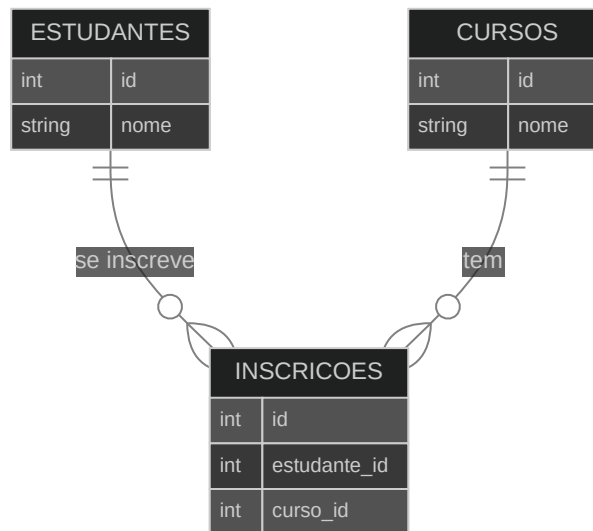 ESTUDANTES
int id
string nome
CURSOS
int id
string nome
se inscreve
tem
INSCRICOES
int id
int estudante_id
int curso_id